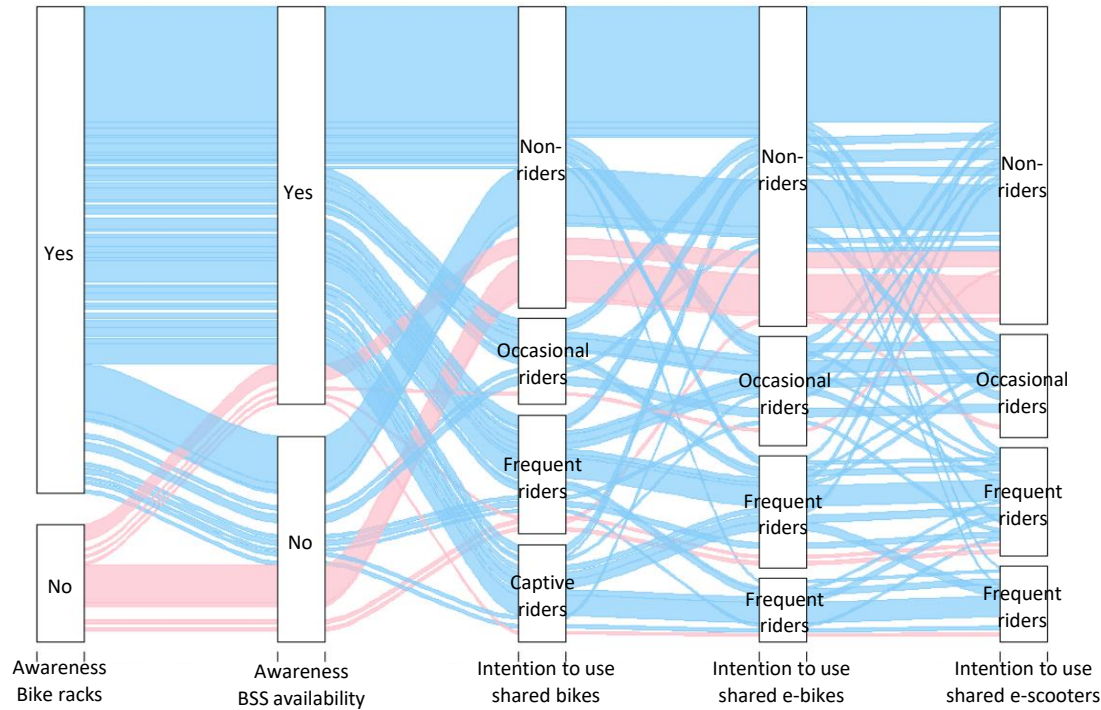 Yes
No
Yes
No
Non-
riders
Occasional
riders
Frequent
riders
Captive
riders
Non-
riders
Occasional
riders
Frequent
riders
Frequent
riders
Non-
riders
Occasional
riders
Frequent
riders
Frequent
riders
Awareness
Bike racks
Awareness
BSS availability
Intention to use
shared bikes
Intention to use
shared e-bikes
Intention to use
shared e-scooters